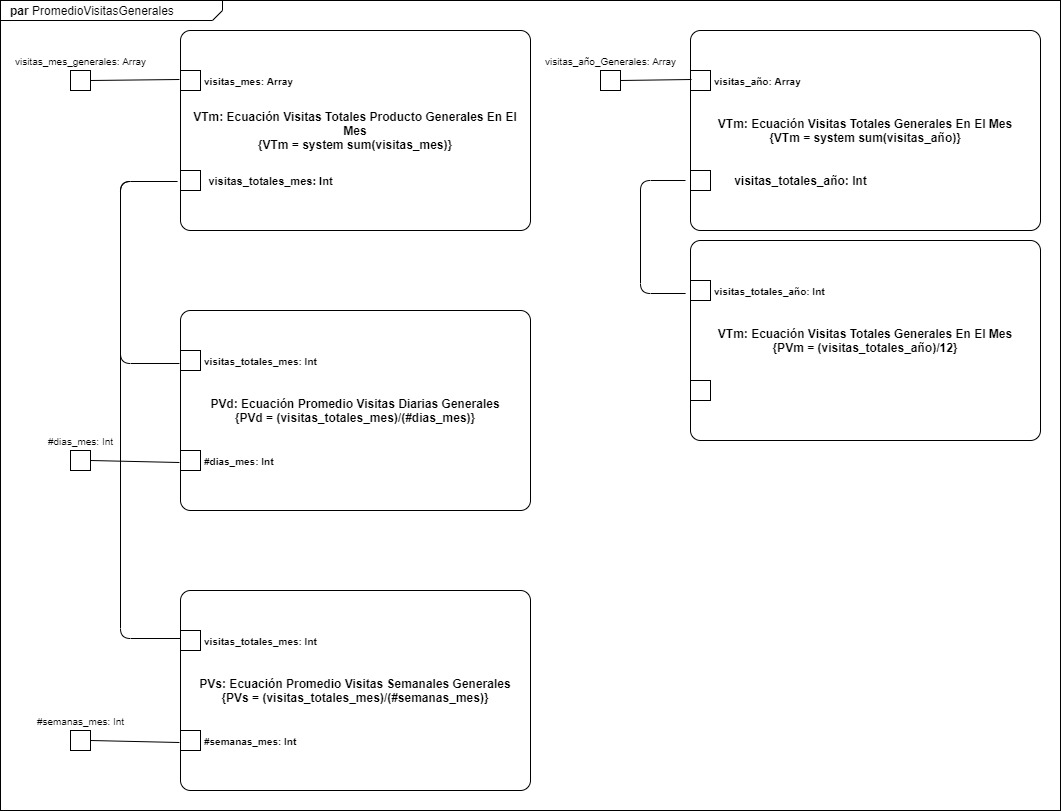 par PromedioVisitasGenerales
visitas_mes_generales: Array
visitas_mes: Array
VTm: Ecuación Visitas Totales Producto Generales En El
Mes
{VTm = system sum(visitas_mes)}
visitas_totales_mes: Int
visitas_totales_mes: Int
PVd: Ecuación Promedio Visitas Diarias Generales
{PVd = (visitas_totales_mes)/(#dias_mes)}
#dias_mes: Int
#dias_mes: Int
visitas_totales_mes: Int
PVs: Ecuación Promedio Visitas Semanales Generales
{PVs = (visitas_totales_mes)/(#semanas_mes)}
#semanas_mes: Int
#semanas_mes: Int
visitas_año_Generales: Array
visitas_año: Array
VTm: Ecuación Visitas Totales Generales En El Mes
{VTm = system sum(visitas_año)}
visitas_totales_año: Int
visitas_totales_año: Int
VTm: Ecuación Visitas Totales Generales En El Mes
{PVm = (visitas_totales_año)/12}